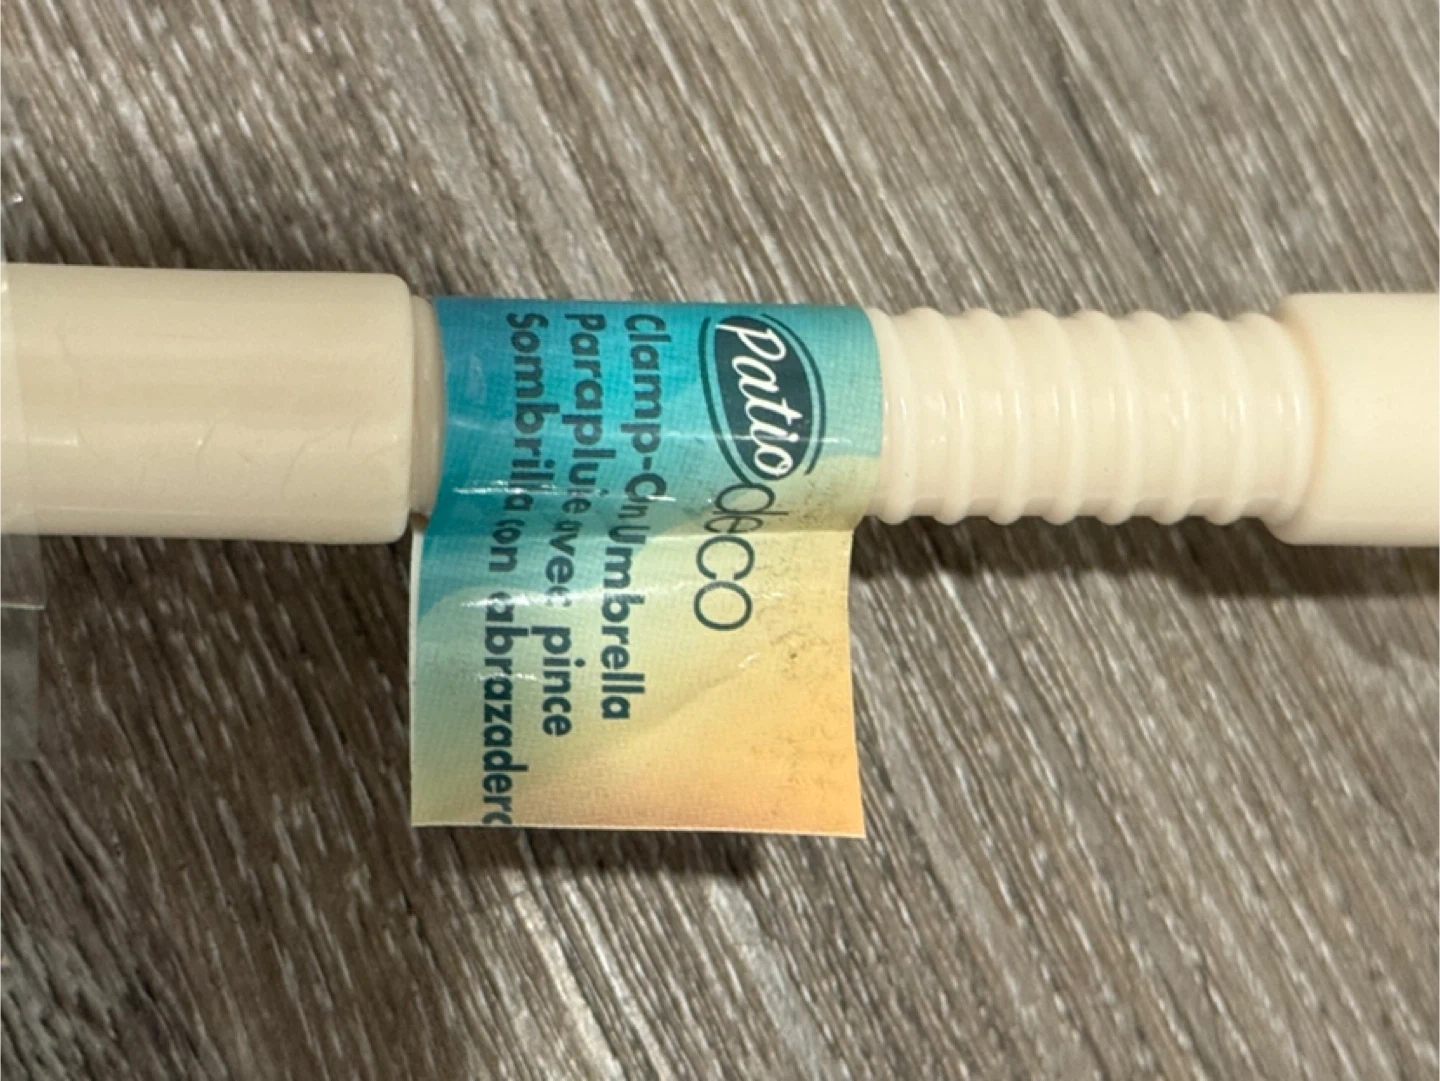 Patio
deco
Clamp-On Umbrella
Parapluie avec pince
Sombrilla con abrazadera